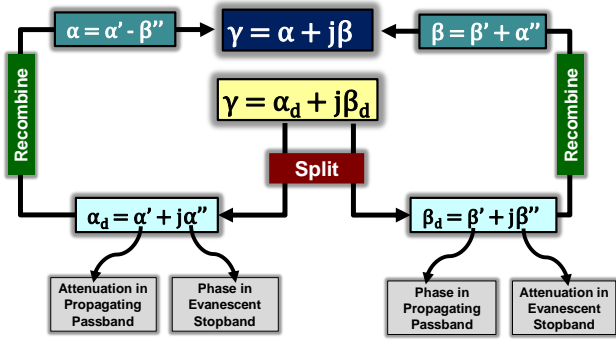 α = α' - β''
γ = α + jβ
β = β' + α''
Recombine
γ = α_d + jβ_d
Recombine
Split
α_d = α' + jα''
β_d = β' + jβ''
Attenuation in
Propagating
Passband
Phase in
Evanescent
Stopband
Phase in
Propagating
Passband
Attenuation in
Evanescent
Stopband